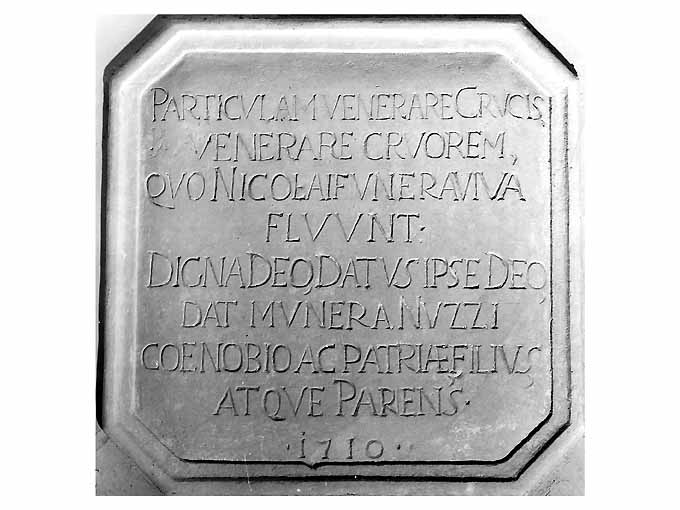 PARTICVLAM VENERARE CRVCIS,
VENERARE CRVOREM,
QVO NICOLAI FVNERA VIVA
FLVVNT·
DIGNA DEO, DATVS IPSE DEO,
DAT MVNERA NVZZI
COENOBIO AC PATRIÆ FILIVS
ATQVE PARENS·
·1710··